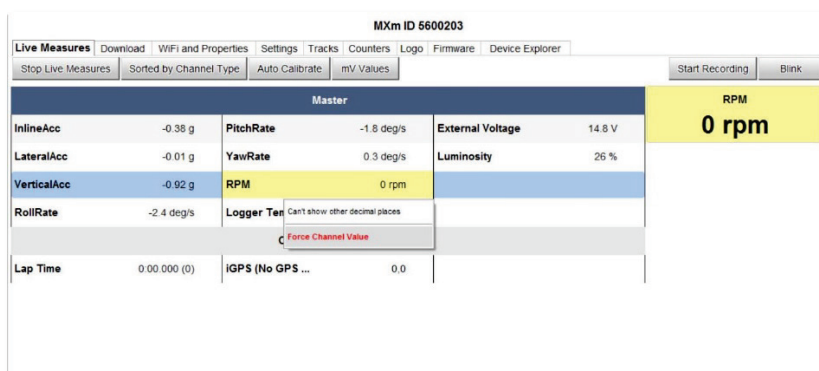 MXm ID 5600203
Live Measures Download WiFi and Properties Settings Tracks Counters Logo Firmware Device Explorer
Stop Live Measures Sorted by Channel Type Auto Calibrate mV Values Start Recording Blink
Master
RPM
0 rpm
InlineAcc -0.38 g PitchRate -1.8 deg/s External Voltage 14.8 V
LateralAcc -0.01 g YawRate 0.3 deg/s Luminosity 26 %
VerticalAcc -0.92 g RPM 0 rpm
RollRate -2.4 deg/s Logger
Can't show other decimal places
Force Channel Value
Lap Time 0:00.000 (0) iGPS (No GPS ... 0.0